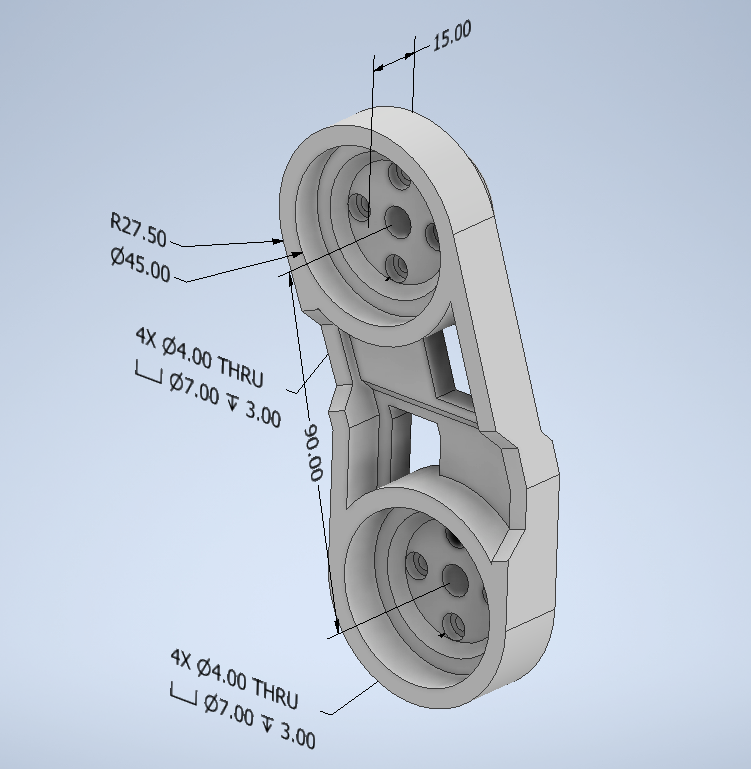 15.00
R27.50
Ø45.00
4X Ø4.00 THRU
⌴ Ø7.00 ↧ 3.00
90.00
4X Ø4.00 THRU
⌴ Ø7.00 ↧ 3.00